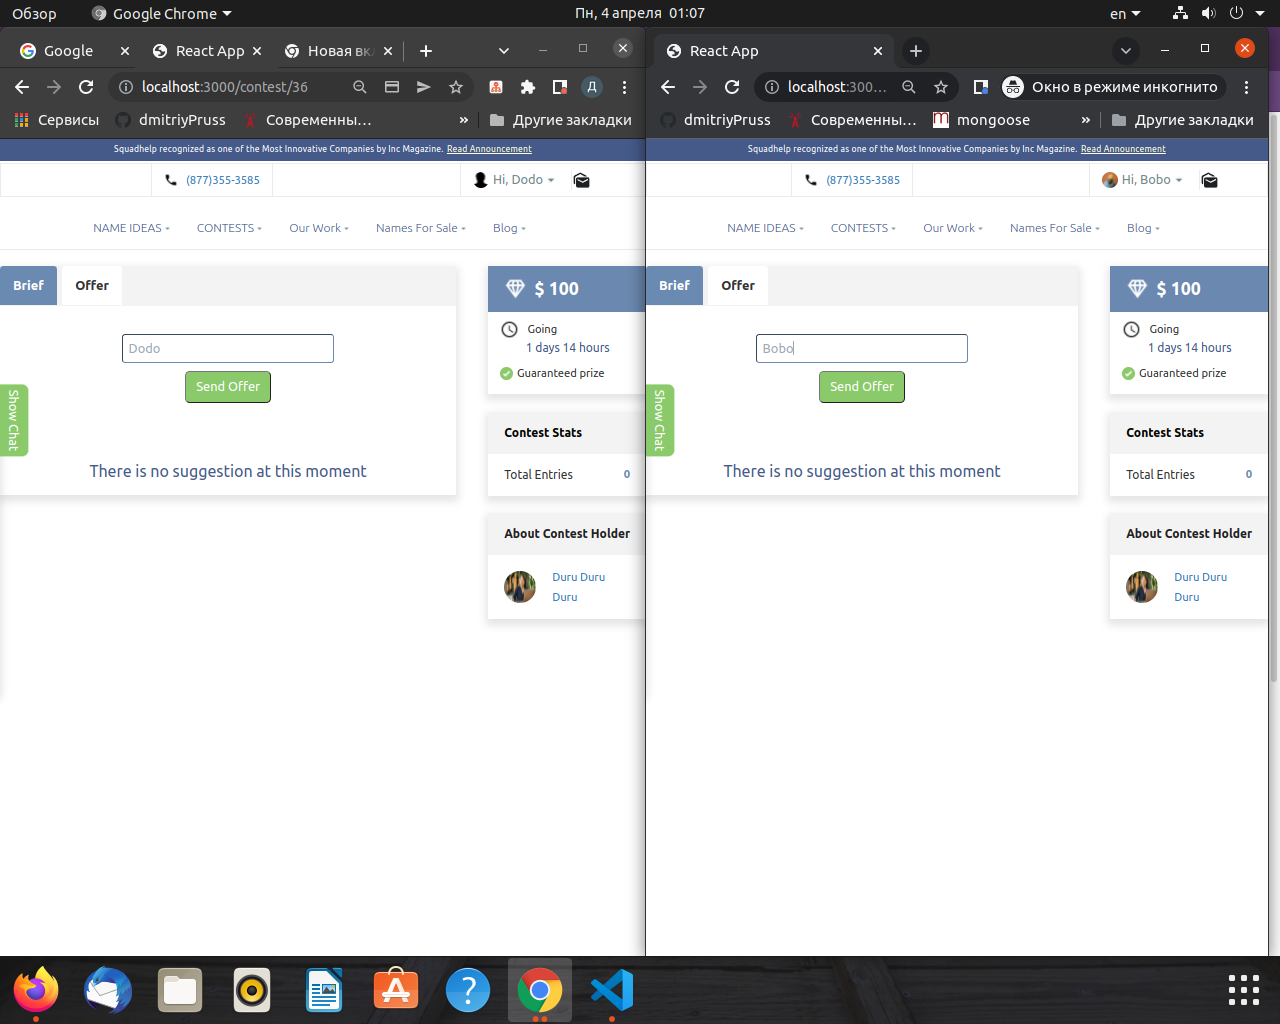 Обзор
Google Chrome
Пн, 4 апреля 01:07
en
Google
React App
Новая вкл
localhost:3000/contest/36
Д
Сервисы
dmitriyPruss
Современны…
»
Другие закладки
Squadhelp recognized as one of the Most Innovative Companies by Inc Magazine. Read Announcement
(877)355-3585
Hi, Dodo
NAME IDEAS
CONTESTS
Our Work
Names For Sale
Blog
Brief
Offer
Dodo
Send Offer
Show Chat
There is no suggestion at this moment
$ 100
Going
1 days 14 hours
Guaranteed prize
Contest Stats
Total Entries 0
About Contest Holder
Duru Duru
Duru
React App
localhost:300…
Окно в режиме инкогнито
dmitriyPruss
Современны…
m
mongoose
»
Другие закладки
Squadhelp recognized as one of the Most Innovative Companies by Inc Magazine. Read Announcement
(877)355-3585
Hi, Bobo
NAME IDEAS
CONTESTS
Our Work
Names For Sale
Blog
Brief
Offer
Bobo
Send Offer
Show Chat
There is no suggestion at this moment
$ 100
Going
1 days 14 hours
Guaranteed prize
Contest Stats
Total Entries 0
About Contest Holder
Duru Duru
Duru